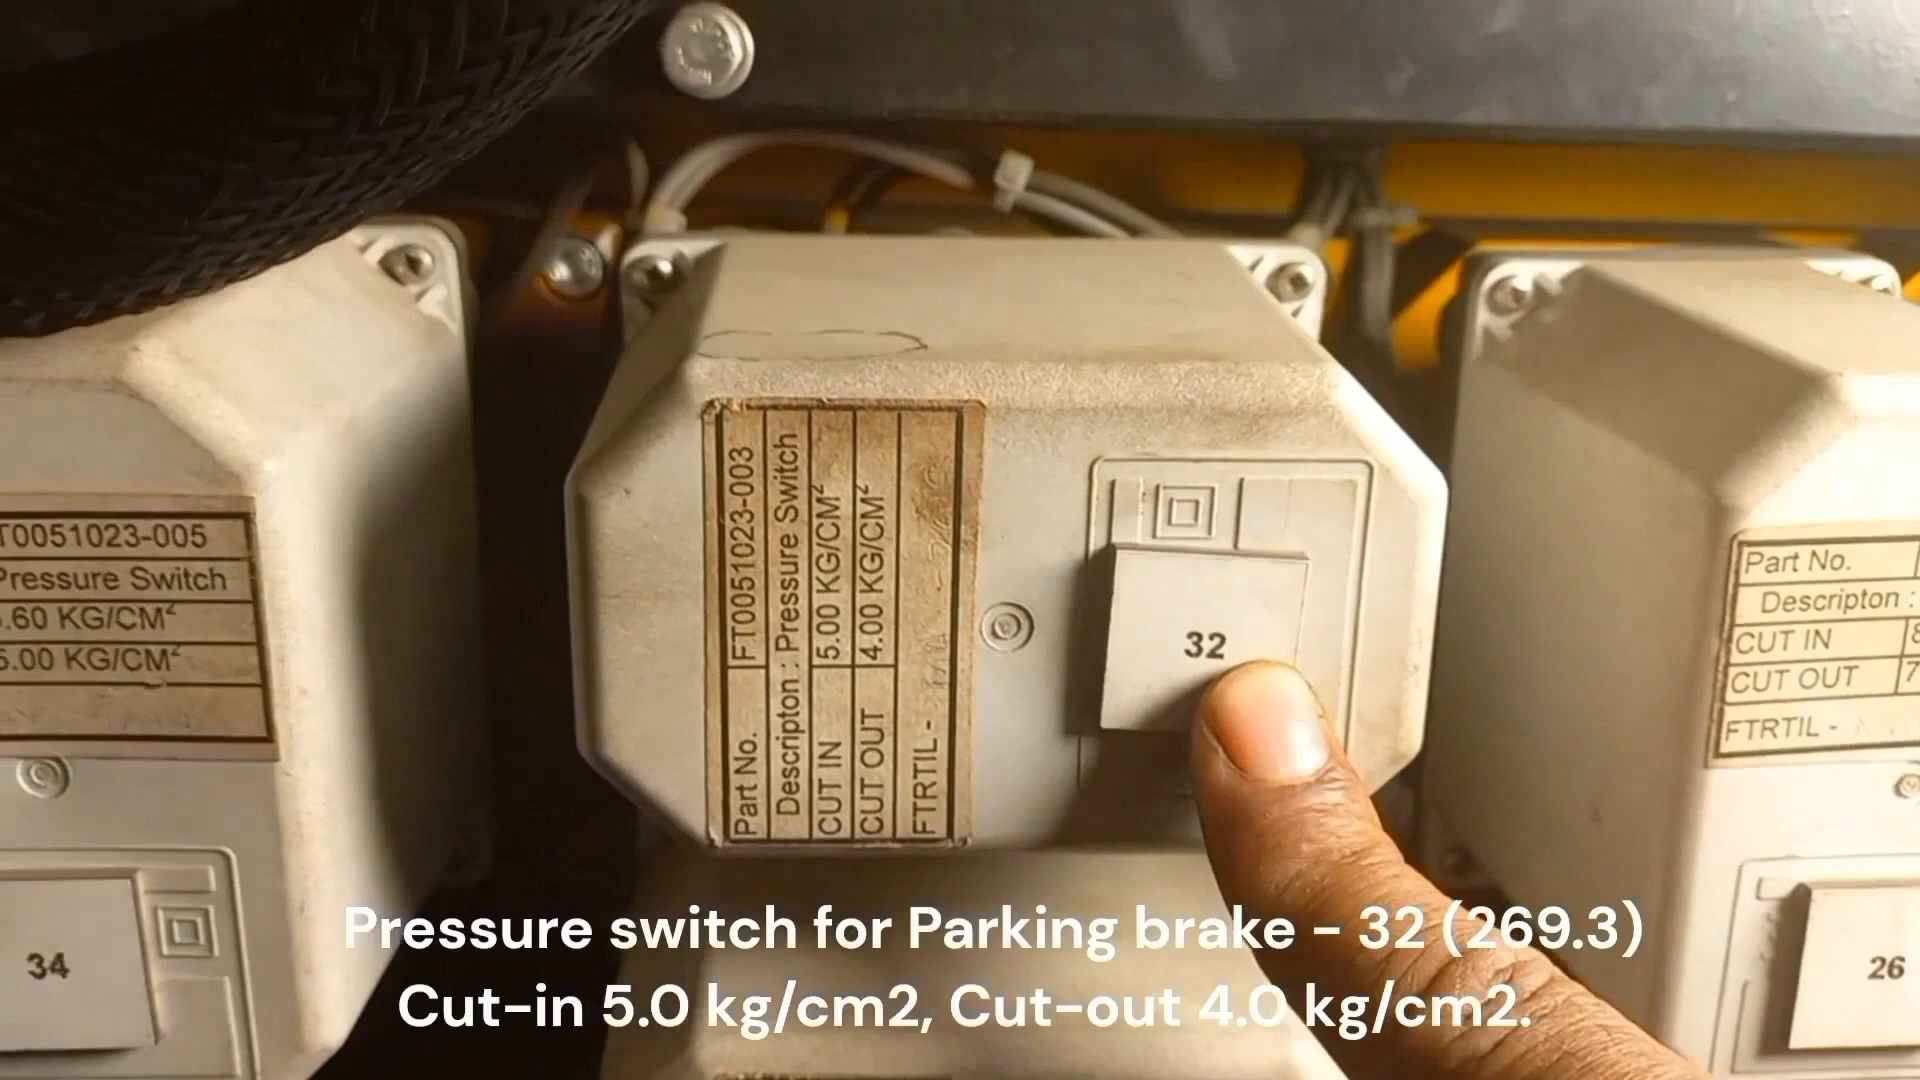 T0051023-005
Pressure Switch
.60 KG/CM²
5.00 KG/CM²
34
Part No. FT0051023-003
Descripton : Pressure Switch
CUT IN 5.00 KG/CM²
CUT OUT 4.00 KG/CM²
FTRTIL -
32
Part No.
Descripton :
CUT IN 8
CUT OUT 7
FTRTIL -
26
Pressure switch for Parking brake - 32 (269.3)
Cut-in 5.0 kg/cm2, Cut-out 4.0 kg/cm2.